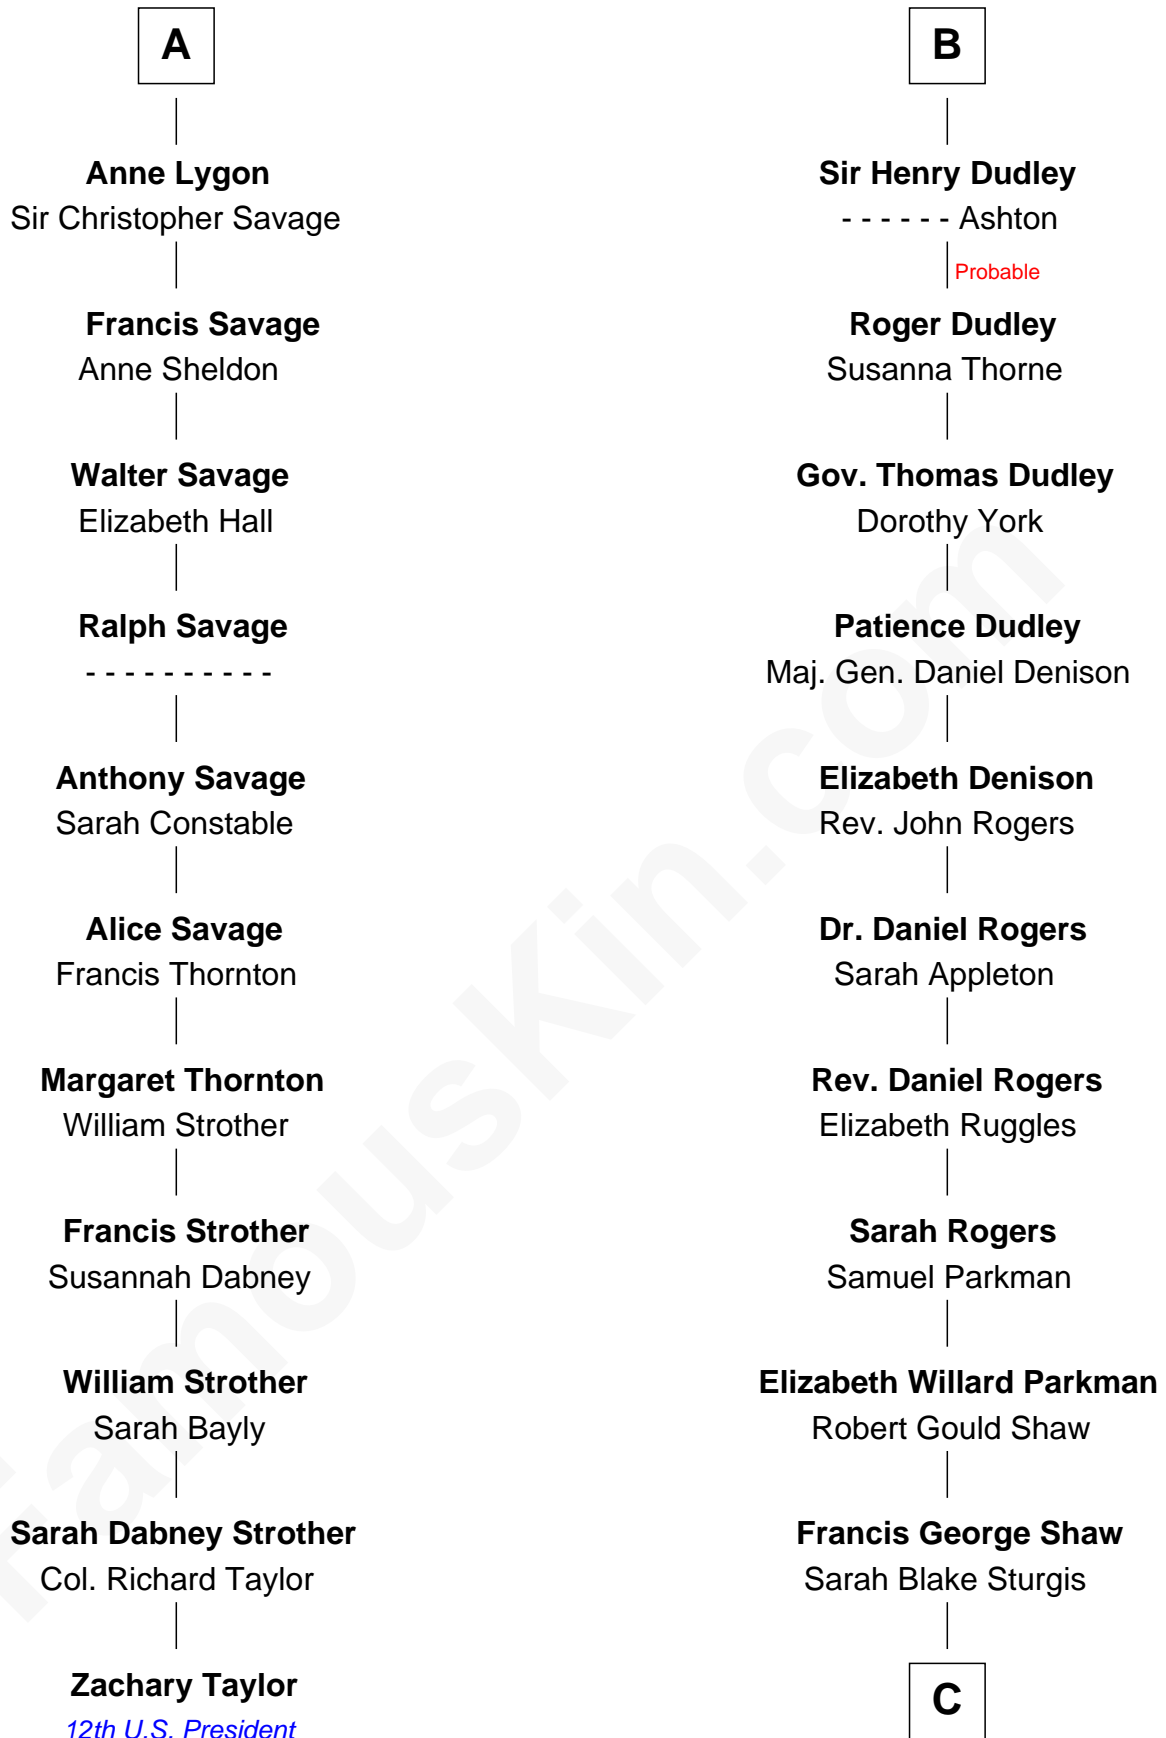 A
Anne Lygon
Sir Christopher Savage
Francis Savage
Anne Sheldon
Walter Savage
Elizabeth Hall
Ralph Savage
- - - - - - - - - -
Anthony Savage
Sarah Constable
Alice Savage
Francis Thornton
Margaret Thornton
William Strother
Francis Strother
Susannah Dabney
William Strother
Sarah Bayly
Sarah Dabney Strother
Col. Richard Taylor
Zachary Taylor
12th U.S. President
B
Sir Henry Dudley
- - - - - - Ashton
Probable
Roger Dudley
Susanna Thorne
Gov. Thomas Dudley
Dorothy York
Patience Dudley
Maj. Gen. Daniel Denison
Elizabeth Denison
Rev. John Rogers
Dr. Daniel Rogers
Sarah Appleton
Rev. Daniel Rogers
Elizabeth Ruggles
Sarah Rogers
Samuel Parkman
Elizabeth Willard Parkman
Robert Gould Shaw
Francis George Shaw
Sarah Blake Sturgis
C
FamousKin.com